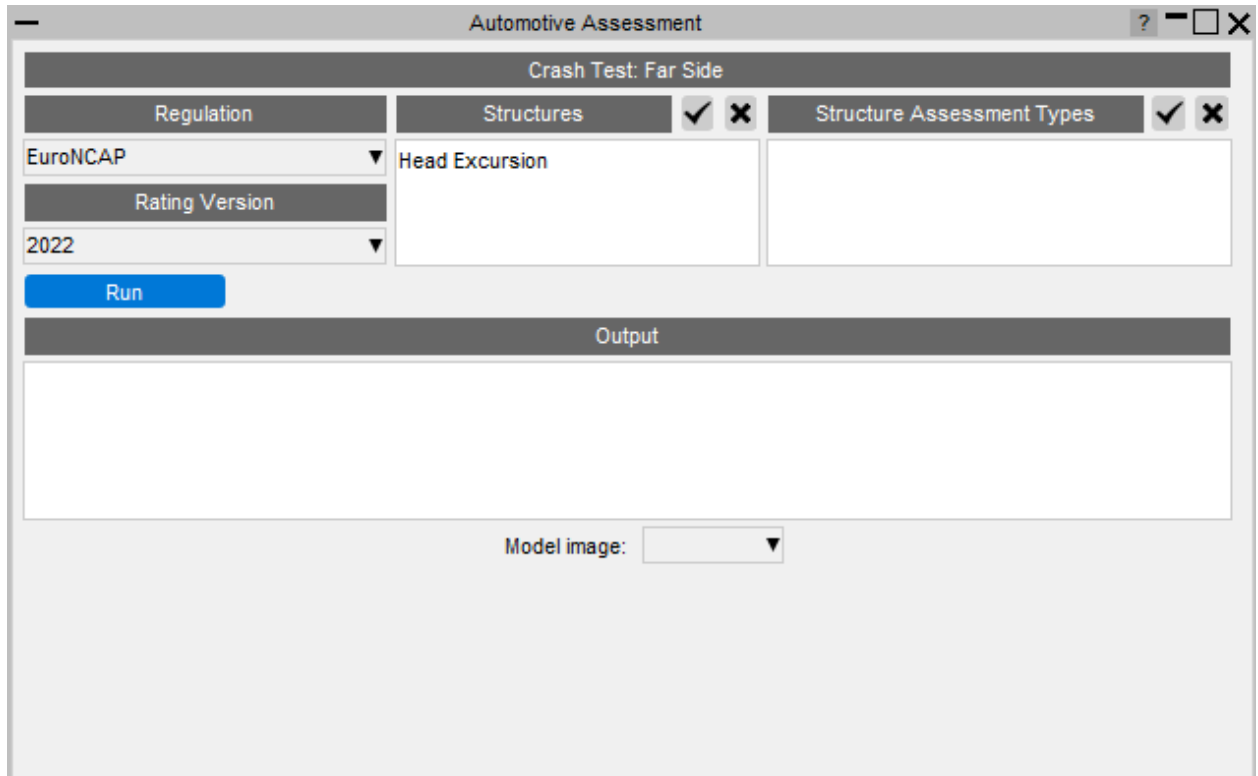 Automotive Assessment ?
Crash Test: Far Side
Regulation
Structures
Structure Assessment Types
EuroNCAP
Head Excursion
Rating Version
2022
Run
Output
Model image: